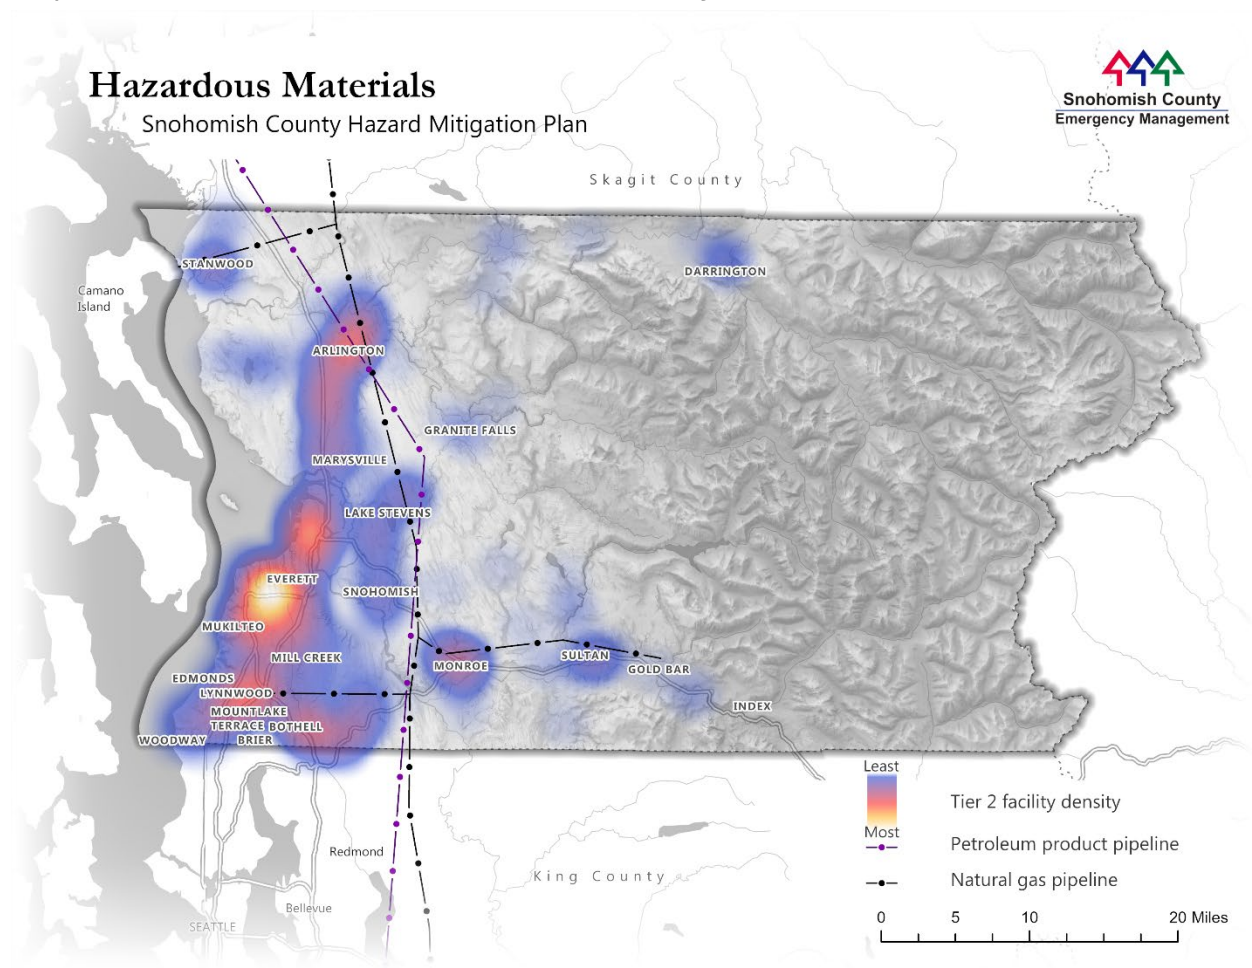 Hazardous Materials
Snohomish County Hazard Mitigation Plan
Snohomish County
Emergency Management
Skagit County
STANWOOD
DARRINGTON
Camano
Island
ARLINGTON
GRANITE FALLS
MARYSVILLE
LAKE STEVENS
EVERETT
SNOHOMISH
MUKILTEO
MILL CREEK
MONROE
SULTAN
GOLD BAR
EDMONDS
LYNNWOOD
INDEX
MOUNTLAKE
TERRACE
BOTHELL
WOODWAY
BRIER
Least
Tier 2 facility density
Most
Petroleum product pipeline
Redmond
King County
Natural gas pipeline
Bellevue
SEATTLE
0 5 10 20 Miles